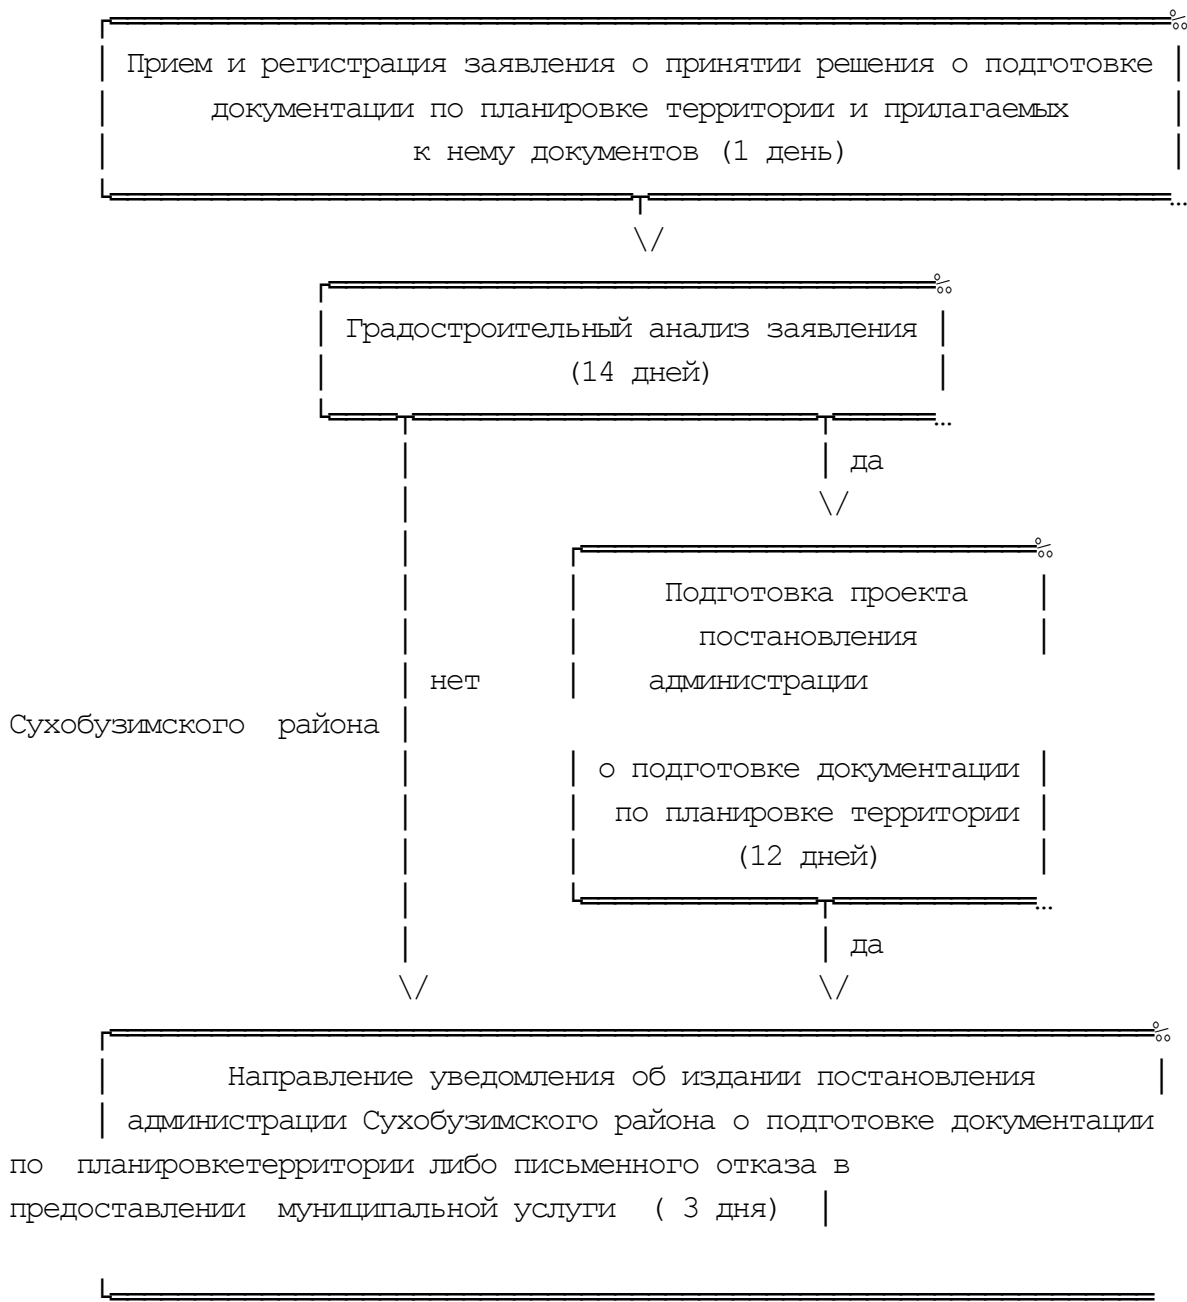 Прием и регистрация заявления о принятии решения о подготовке
документации по планировке территории и прилагаемых
к нему документов (1 день)
Градостроительный анализ заявления
(14 дней)
да
Подготовка проекта
постановления
нет администрации
Сухобузимского района
о подготовке документации
по планировке территории
(12 дней)
да
Направление уведомления об издании постановления
администрации Сухобузимского района о подготовке документации
по планировкетерритории либо письменного отказа в
предоставлении муниципальной услуги ( 3 дня)